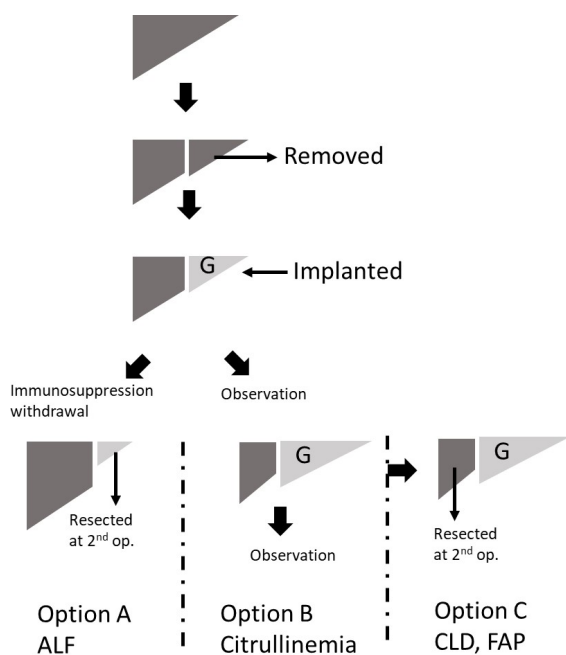 Removed
G
Implanted
Immunosuppression
withdrawal
Observation
G
G
Resected
at 2nd op.
Observation
Resected
at 2nd op.
Option A
ALF
Option B
Citrullinemia
Option C
CLD, FAP